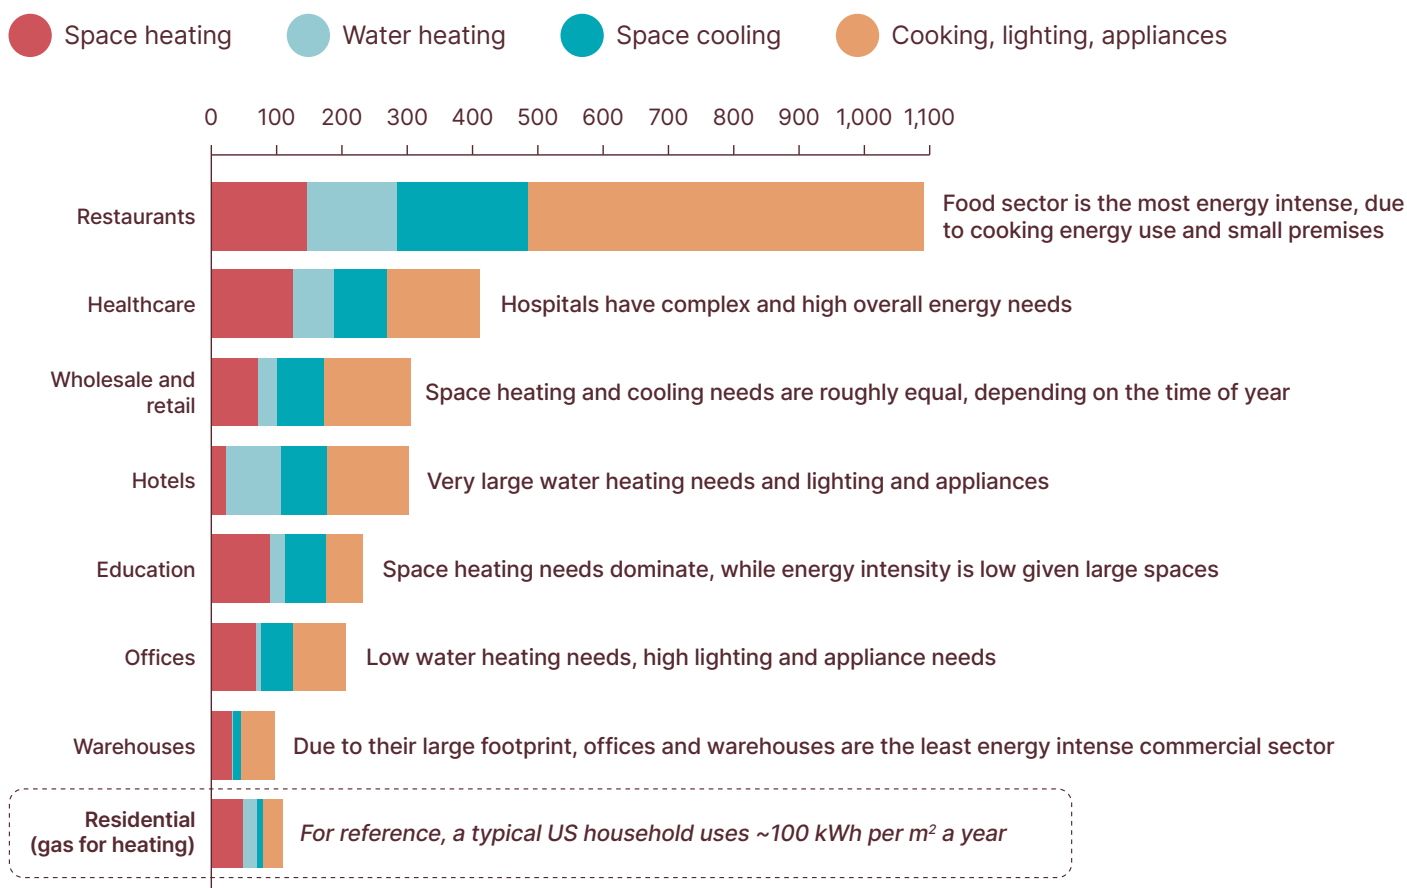 Space heating
Water heating
Space cooling
Cooking, lighting, appliances
0 100 200 300 400 500 600 700 800 900 1,000 1,100
Restaurants
Food sector is the most energy intense, due
to cooking energy use and small premises
Healthcare
Hospitals have complex and high overall energy needs
Wholesale and
retail
Space heating and cooling needs are roughly equal, depending on the time of year
Hotels
Very large water heating needs and lighting and appliances
Education
Space heating needs dominate, while energy intensity is low given large spaces
Offices
Low water heating needs, high lighting and appliance needs
Warehouses
Due to their large footprint, offices and warehouses are the least energy intense commercial sector
Residential
(gas for heating)
For reference, a typical US household uses ~100 kWh per m² a year